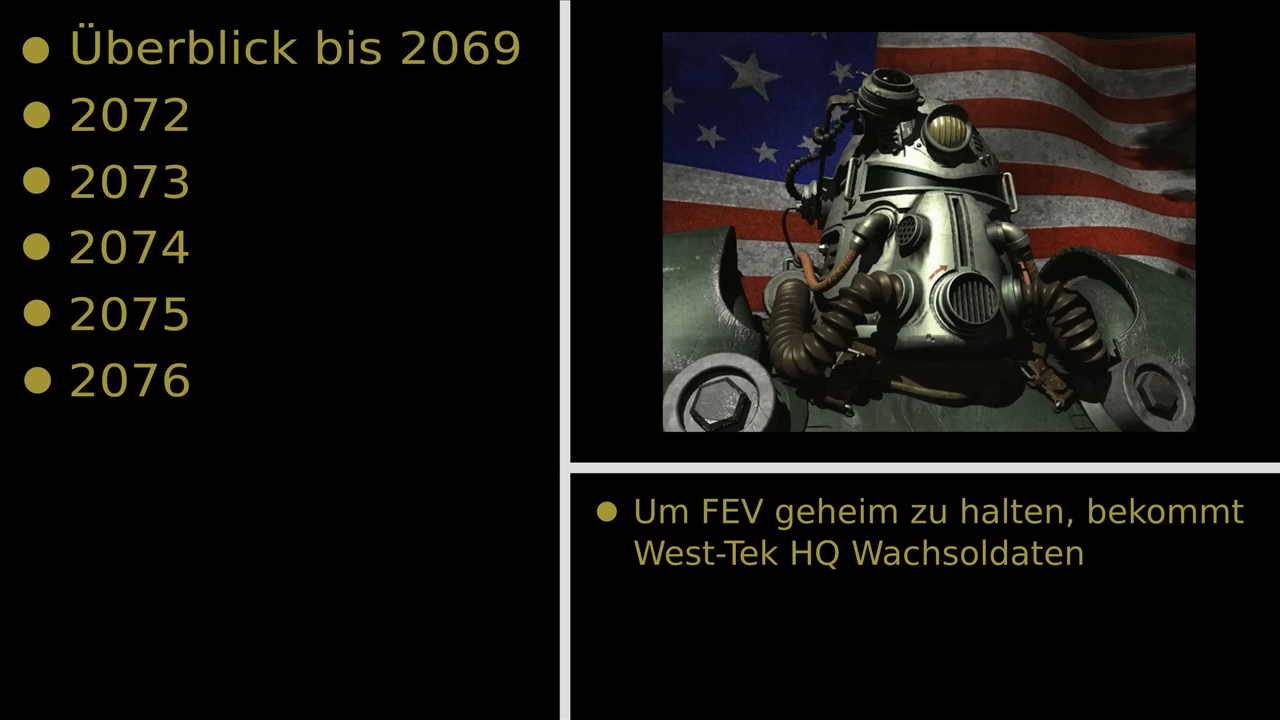 Überblick bis 2069
2072
2073
2074
2075
2076
Um FEV geheim zu halten, bekommt
West-Tek HQ Wachsoldaten